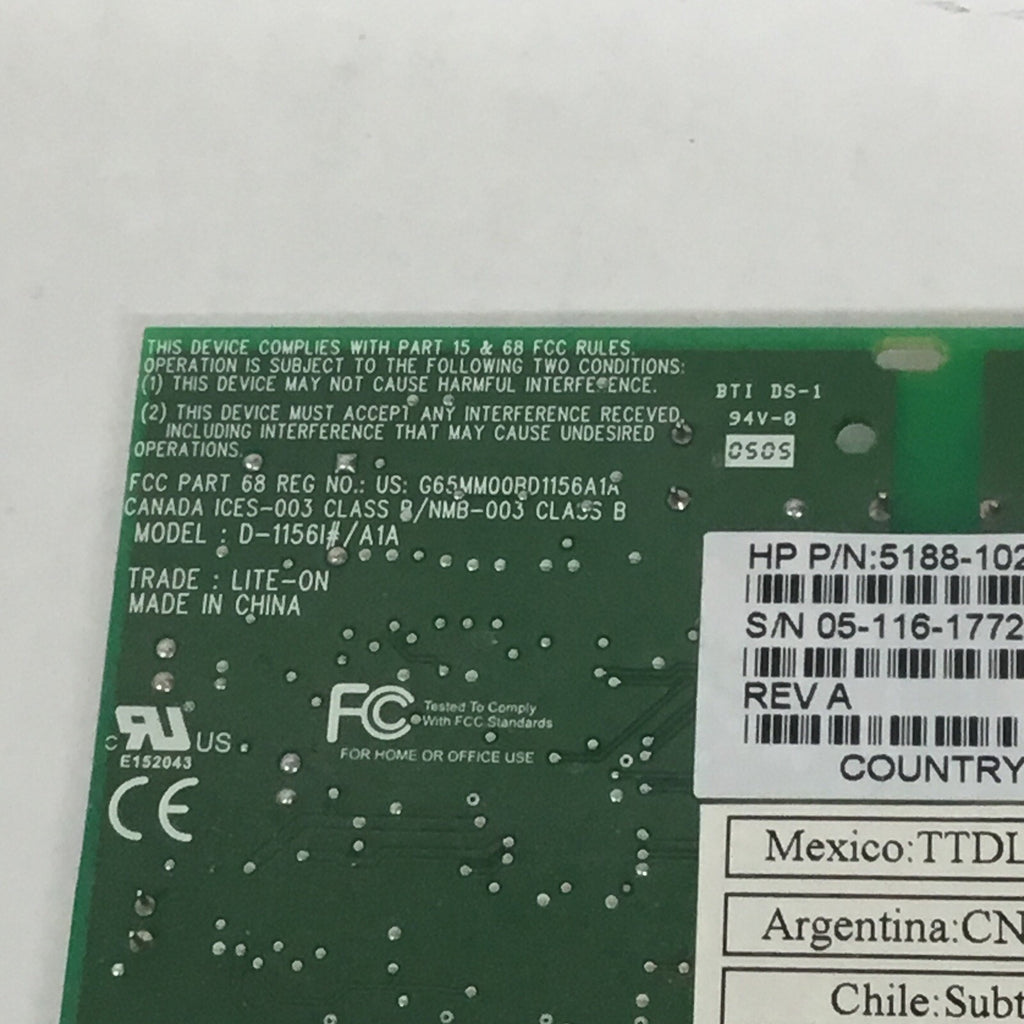 THIS DEVICE COMPLIES WITH PART 15 & 68 FCC RULES.
OPERATION IS SUBJECT TO THE FOLLOWING TWO CONDITIONS:
(1) THIS DEVICE MAY NOT CAUSE HARMFUL INTERFERENCE.
(2) THIS DEVICE MUST ACCEPT ANY INTERFERENCE RECEVED,
INCLUDING INTERFERENCE THAT MAY CAUSE UNDESIRED
OPERATIONS.
FCC PART 68 REG NO.: US: G65MM00BD1156A1A
CANADA ICES-003 CLASS B/NMB-003 CLASS B
MODEL : D-1156I#/A1A
TRADE : LITE-ON
MADE IN CHINA
BTI DS-1
94V-0
0505
c RU ® US
E152043
CE
FC Tested To Comply
With FCC Standards
FOR HOME OR OFFICE USE
HP P/N:5188-102
S/N 05-116-1772
REV A
COUNTRY
Mexico:TTDL
Argentina:CN
Chile:Subt